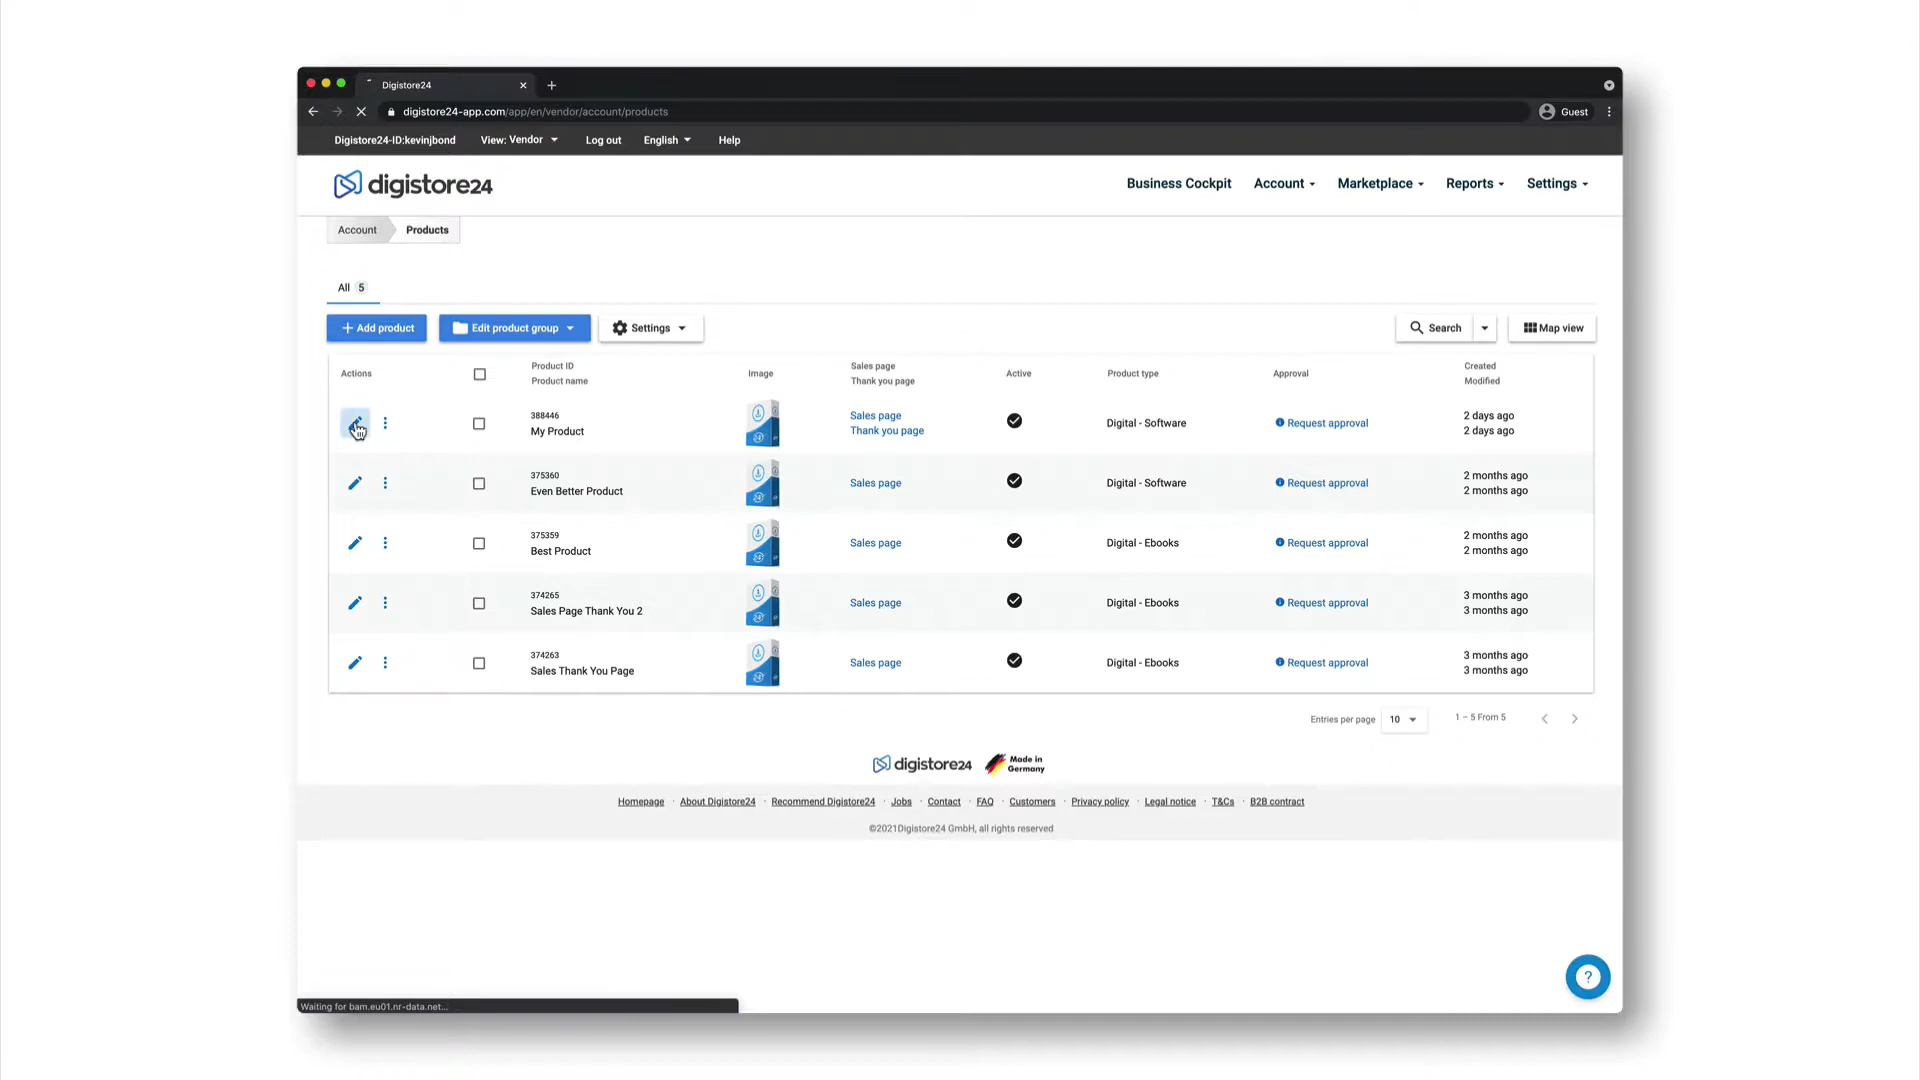 Digistore24
digistore24-app.com/app/en/vendor/account/products
Guest
Digistore24-ID:kevinjbond
View: Vendor
Log out
English
Help
digistore24
Business Cockpit
Account
Marketplace
Reports
Settings
Account
Products
All 5
+ Add product
Edit product group
Settings
Search
Map view
Actions
Product ID
Product name
Image
Sales page
Thank you page
Active
Product type
Approval
Created
Modified
388446
My Product
Sales page
Thank you page
Digital - Software
Request approval
2 days ago
2 days ago
375360
Even Better Product
Sales page
Digital - Software
Request approval
2 months ago
2 months ago
375359
Best Product
Sales page
Digital - Ebooks
Request approval
2 months ago
2 months ago
374265
Sales Page Thank You 2
Sales page
Digital - Ebooks
Request approval
3 months ago
3 months ago
374263
Sales Thank You Page
Sales page
Digital - Ebooks
Request approval
3 months ago
3 months ago
Entries per page 10
1 – 5 From 5
digistore24
Made in
Germany
Homepage · About Digistore24 · Recommend Digistore24 · Jobs · Contact · FAQ · Customers · Privacy policy · Legal notice · T&Cs · B2B contract
©2021Digistore24 GmbH, all rights reserved
?
Waiting for bam.eu01.nr-data.net...